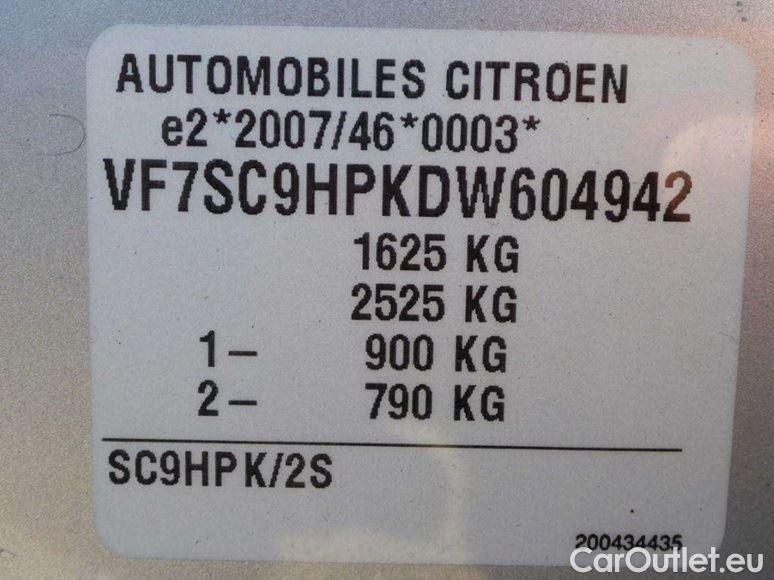 AUTOMOBILES CITROEN
e2*2007/46*0003*
VF7SC9HPKDW604942
1625 KG
2525 KG
1- 900 KG
2- 790 KG
SC9HPK/2S
200434435
CarOutlet.eu